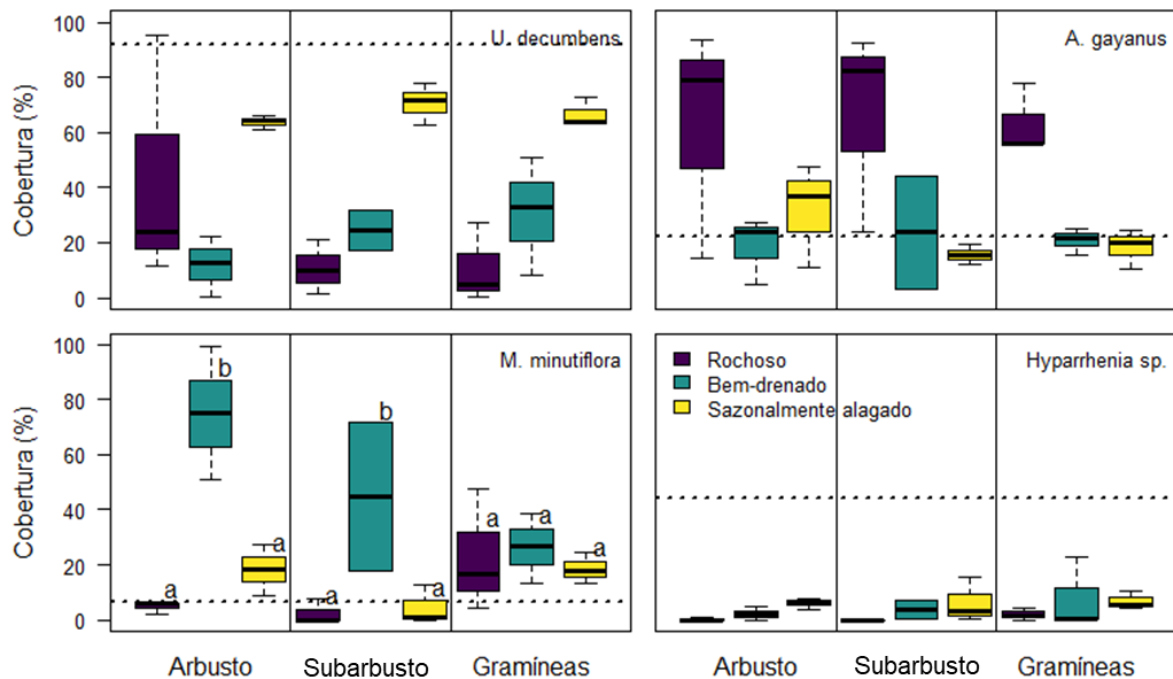 U. decumbens
A. gayanus
Cobertura (%)
100
80
60
40
20
0
M. minutiflora
Hyparrhenia sp.
Rochoso
Bem-drenado
Sazonalmente alagado
Cobertura (%)
100
80
60
40
20
0
a
b
a
a
b
a
a
a
a
Arbusto
Subarbusto
Gramíneas
Arbusto
Subarbusto
Gramíneas